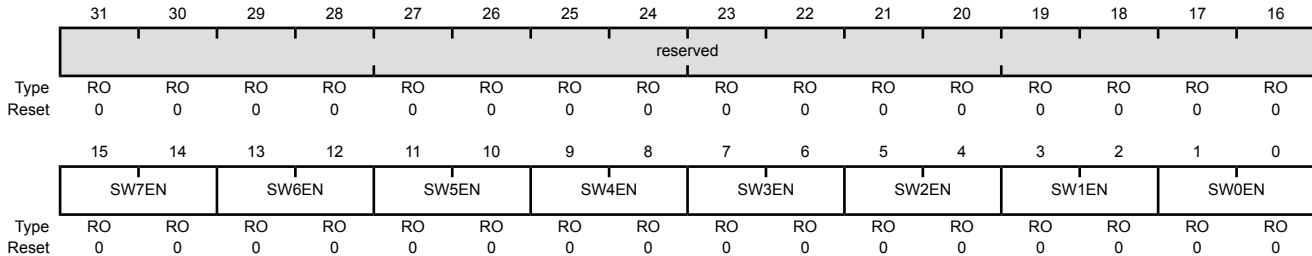 31 30 29 28 27 26 25 24 23 22 21 20 19 18 17 16
reserved
Type RO RO RO RO RO RO RO RO RO RO RO RO RO RO RO RO
Reset 0 0 0 0 0 0 0 0 0 0 0 0 0 0 0 0
15 14 13 12 11 10 9 8 7 6 5 4 3 2 1 0
SW7EN SW6EN SW5EN SW4EN SW3EN SW2EN SW1EN SW0EN
Type RO RO RO RO RO RO RO RO RO RO RO RO RO RO RO RO
Reset 0 0 0 0 0 0 0 0 0 0 0 0 0 0 0 0